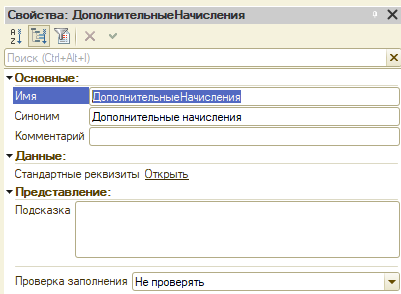 Свойства: ДополнительныеНачисления
Поиск (Ctrl+Alt+I)
Основные:
Имя ДополнительныеНачисления
Синоним Дополнительные начисления
Комментарий
Данные:
Стандартные реквизиты Открыть
Представление:
Подсказка
Проверка заполнения Не проверять